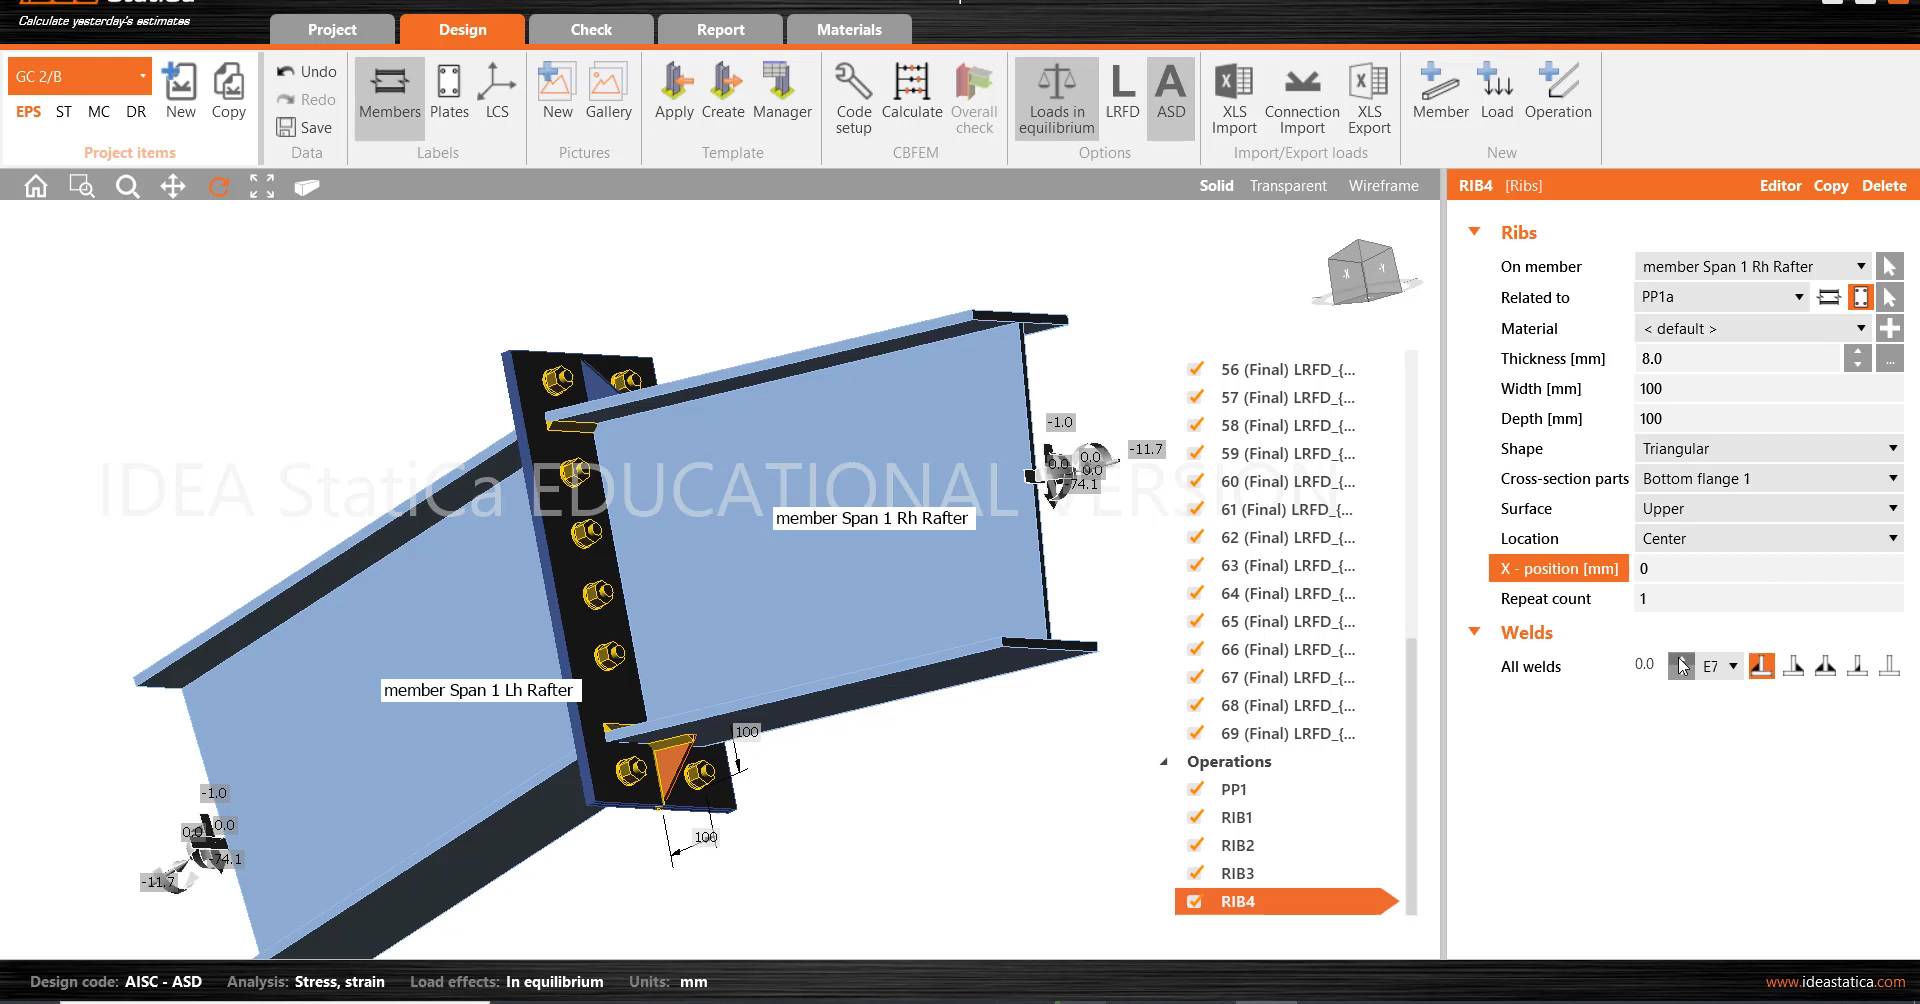 Calculate yesterday's estimates
Project
Design
Check
Report
Materials
GC 2/B
EPS ST MC DR
New
Copy
Project items
Undo
Redo
Save
Data
Members
Plates
LCS
Labels
New
Gallery
Pictures
Apply
Create
Manager
Template
Code setup
Calculate
Overall check
CBFEM
Loads in equilibrium
LRFD
ASD
Options
XLS Import
Connection Import
XLS Export
Import/Export loads
Member
Load
Operation
New
Solid Transparent Wireframe
RIB4 [Ribs]
Editor Copy Delete
IDEA StatiCa EDUCATIONAL VERSION
member Span 1 Rh Rafter
member Span 1 Lh Rafter
-1.0
-11.7
0.0
0.0
0.0
-74.1
100
100
-1.0
0.0
0.0
-74.1
-11.7
56 (Final) LRFD_{...
57 (Final) LRFD_{...
58 (Final) LRFD_{...
59 (Final) LRFD_{...
60 (Final) LRFD_{...
61 (Final) LRFD_{...
62 (Final) LRFD_{...
63 (Final) LRFD_{...
64 (Final) LRFD_{...
65 (Final) LRFD_{...
66 (Final) LRFD_{...
67 (Final) LRFD_{...
68 (Final) LRFD_{...
69 (Final) LRFD_{...
Operations
PP1
RIB1
RIB2
RIB3
RIB4
Ribs
On member member Span 1 Rh Rafter
Related to PP1a
Material < default >
Thickness [mm] 8.0 ...
Width [mm] 100
Depth [mm] 100
Shape Triangular
Cross-section parts Bottom flange 1
Surface Upper
Location Center
X - position [mm] 0
Repeat count 1
Welds
All welds 0.0 E7
-X
-Y
Design code: AISC - ASD Analysis: Stress, strain Load effects: In equilibrium Units: mm
www.ideastatica.com